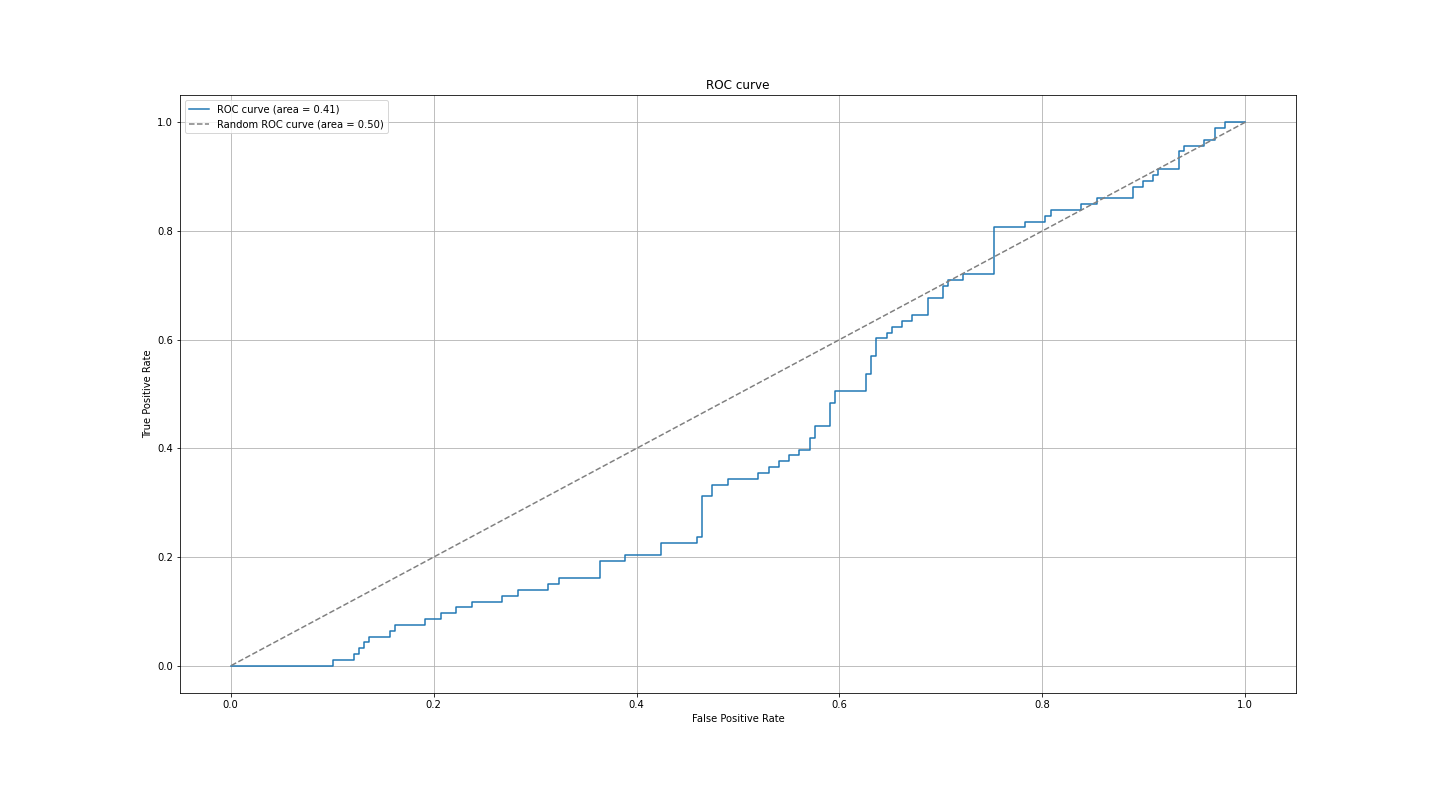 ROC curve
ROC curve (area = 0.41)
Random ROC curve (area = 0.50)
1.0
0.8
0.6
0.4
0.2
0.0
True Positive Rate
0.0 0.2 0.4 0.6 0.8 1.0
False Positive Rate